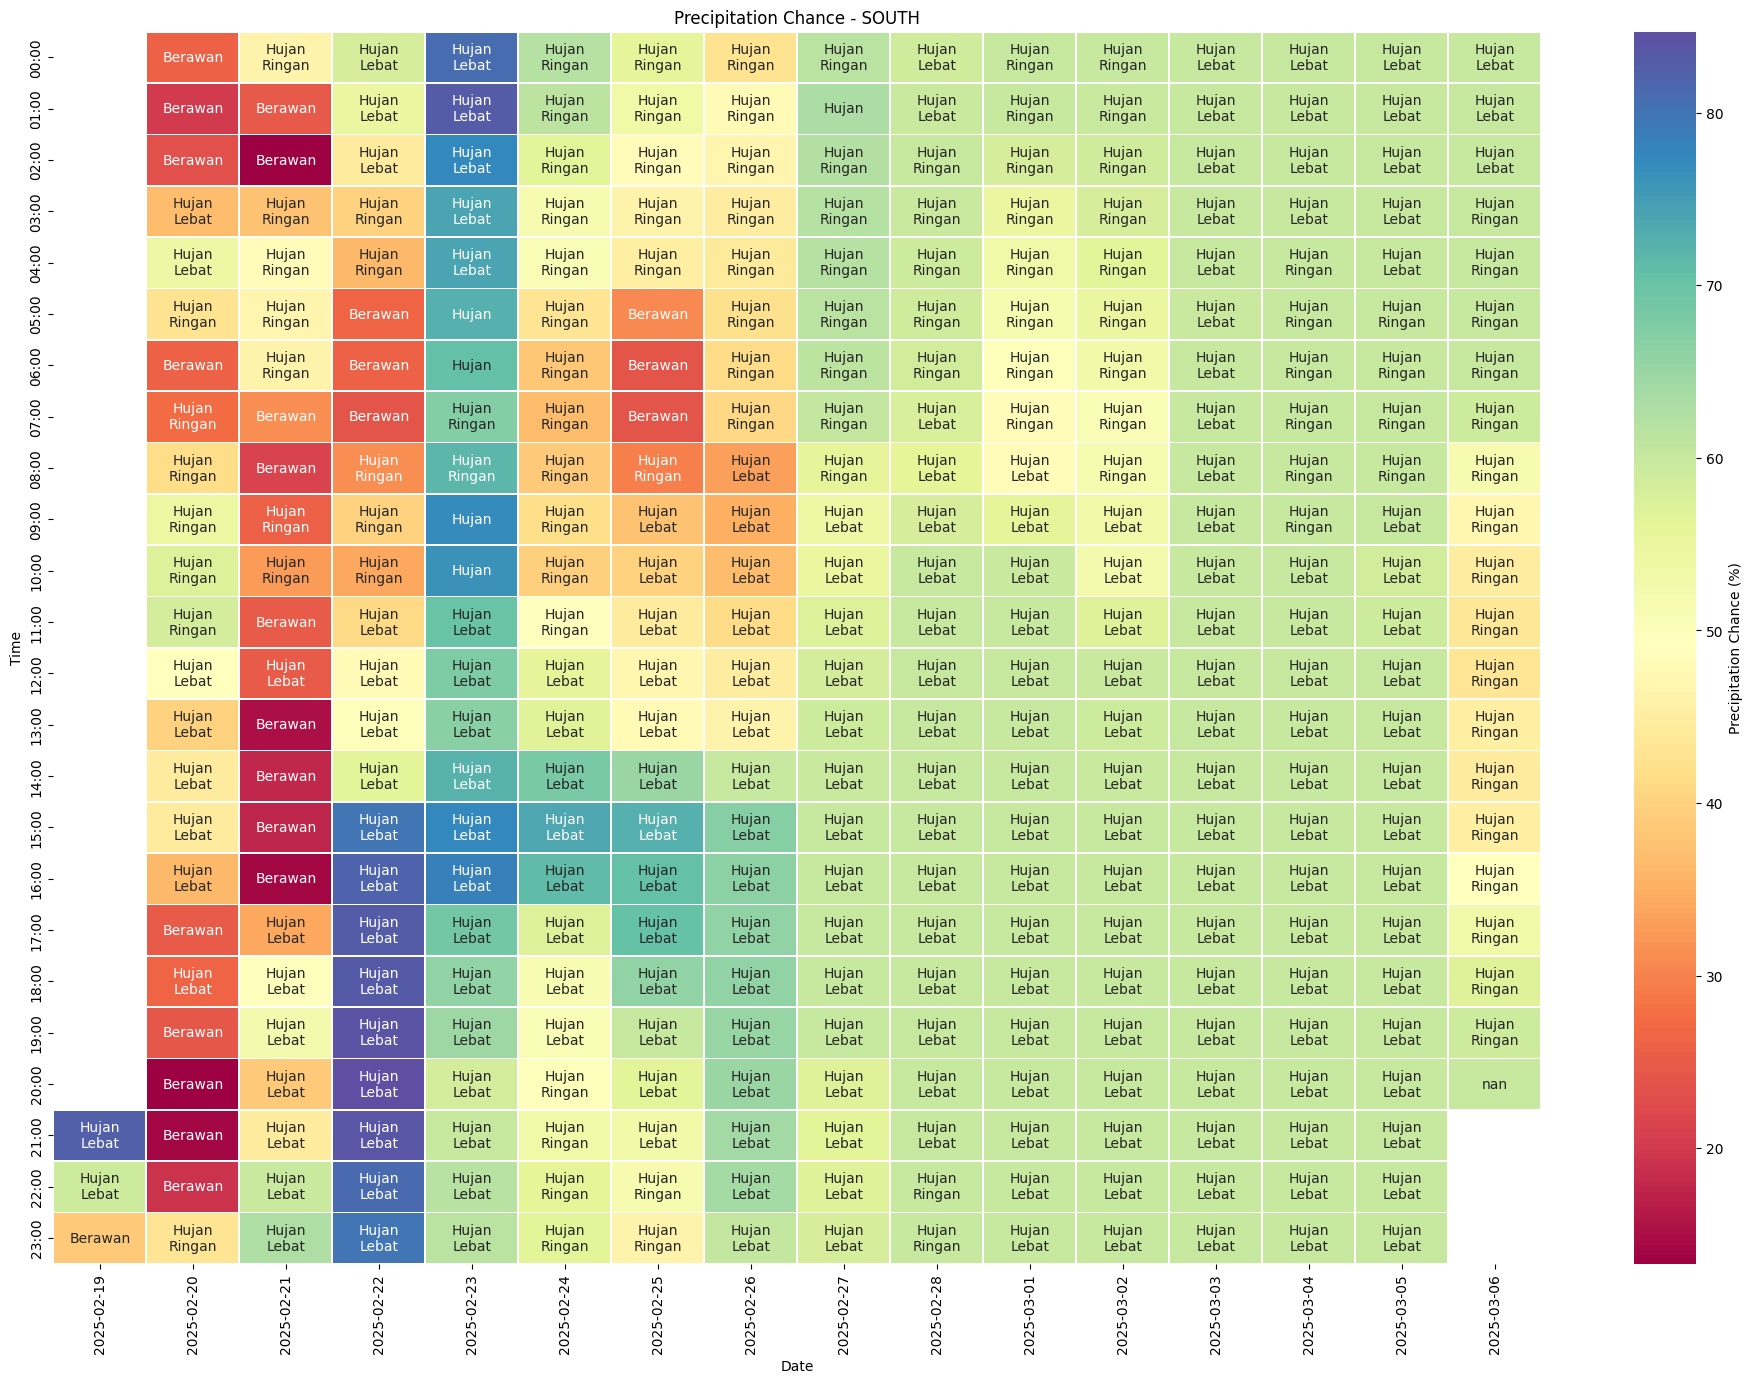 Precipitation Chance - SOUTH
Time
00:00 Berawan Hujan Ringan Hujan Lebat Hujan Lebat Hujan Ringan Hujan Ringan Hujan Ringan Hujan Ringan Hujan Lebat Hujan Ringan Hujan Ringan Hujan Lebat Hujan Lebat Hujan Lebat Hujan Lebat
01:00 Berawan Berawan Hujan Lebat Hujan Lebat Hujan Ringan Hujan Ringan Hujan Ringan Hujan Hujan Lebat Hujan Ringan Hujan Ringan Hujan Lebat Hujan Lebat Hujan Lebat Hujan Lebat
02:00 Berawan Berawan Hujan Lebat Hujan Lebat Hujan Ringan Hujan Ringan Hujan Ringan Hujan Ringan Hujan Ringan Hujan Ringan Hujan Ringan Hujan Lebat Hujan Lebat Hujan Lebat Hujan Lebat
03:00 Hujan Lebat Hujan Ringan Hujan Ringan Hujan Lebat Hujan Ringan Hujan Ringan Hujan Ringan Hujan Ringan Hujan Ringan Hujan Ringan Hujan Ringan Hujan Lebat Hujan Lebat Hujan Lebat Hujan Ringan
04:00 Hujan Lebat Hujan Ringan Hujan Ringan Hujan Lebat Hujan Ringan Hujan Ringan Hujan Ringan Hujan Ringan Hujan Ringan Hujan Ringan Hujan Ringan Hujan Lebat Hujan Ringan Hujan Lebat Hujan Ringan
05:00 Hujan Ringan Hujan Ringan Berawan Hujan Hujan Ringan Berawan Hujan Ringan Hujan Ringan Hujan Ringan Hujan Ringan Hujan Ringan Hujan Lebat Hujan Ringan Hujan Ringan Hujan Ringan
06:00 Berawan Hujan Ringan Berawan Hujan Hujan Ringan Berawan Hujan Ringan Hujan Ringan Hujan Ringan Hujan Ringan Hujan Ringan Hujan Lebat Hujan Ringan Hujan Ringan Hujan Ringan
07:00 Hujan Ringan Berawan Berawan Hujan Ringan Hujan Ringan Berawan Hujan Ringan Hujan Ringan Hujan Lebat Hujan Ringan Hujan Ringan Hujan Lebat Hujan Ringan Hujan Ringan Hujan Ringan
08:00 Hujan Ringan Berawan Hujan Ringan Hujan Ringan Hujan Ringan Hujan Ringan Hujan Lebat Hujan Ringan Hujan Lebat Hujan Lebat Hujan Ringan Hujan Lebat Hujan Ringan Hujan Ringan Hujan Ringan
09:00 Hujan Ringan Hujan Ringan Hujan Ringan Hujan Hujan Ringan Hujan Lebat Hujan Lebat Hujan Lebat Hujan Lebat Hujan Lebat Hujan Lebat Hujan Lebat Hujan Ringan Hujan Lebat Hujan Ringan
10:00 Hujan Ringan Hujan Ringan Hujan Ringan Hujan Hujan Ringan Hujan Lebat Hujan Lebat Hujan Lebat Hujan Lebat Hujan Lebat Hujan Lebat Hujan Lebat Hujan Lebat Hujan Lebat Hujan Ringan
11:00 Hujan Ringan Berawan Hujan Lebat Hujan Lebat Hujan Ringan Hujan Lebat Hujan Lebat Hujan Lebat Hujan Lebat Hujan Lebat Hujan Lebat Hujan Lebat Hujan Lebat Hujan Lebat Hujan Ringan
12:00 Hujan Lebat Hujan Lebat Hujan Lebat Hujan Lebat Hujan Lebat Hujan Lebat Hujan Lebat Hujan Lebat Hujan Lebat Hujan Lebat Hujan Lebat Hujan Lebat Hujan Lebat Hujan Lebat Hujan Ringan
13:00 Hujan Lebat Berawan Hujan Lebat Hujan Lebat Hujan Lebat Hujan Lebat Hujan Lebat Hujan Lebat Hujan Lebat Hujan Lebat Hujan Lebat Hujan Lebat Hujan Lebat Hujan Lebat Hujan Ringan
14:00 Hujan Lebat Berawan Hujan Lebat Hujan Lebat Hujan Lebat Hujan Lebat Hujan Lebat Hujan Lebat Hujan Lebat Hujan Lebat Hujan Lebat Hujan Lebat Hujan Lebat Hujan Lebat Hujan Ringan
15:00 Hujan Lebat Berawan Hujan Lebat Hujan Lebat Hujan Lebat Hujan Lebat Hujan Lebat Hujan Lebat Hujan Lebat Hujan Lebat Hujan Lebat Hujan Lebat Hujan Lebat Hujan Lebat Hujan Ringan
16:00 Hujan Lebat Berawan Hujan Lebat Hujan Lebat Hujan Lebat Hujan Lebat Hujan Lebat Hujan Lebat Hujan Lebat Hujan Lebat Hujan Lebat Hujan Lebat Hujan Lebat Hujan Lebat Hujan Ringan
17:00 Berawan Hujan Lebat Hujan Lebat Hujan Lebat Hujan Lebat Hujan Lebat Hujan Lebat Hujan Lebat Hujan Lebat Hujan Lebat Hujan Lebat Hujan Lebat Hujan Lebat Hujan Lebat Hujan Ringan
18:00 Hujan Lebat Hujan Lebat Hujan Lebat Hujan Lebat Hujan Lebat Hujan Lebat Hujan Lebat Hujan Lebat Hujan Lebat Hujan Lebat Hujan Lebat Hujan Lebat Hujan Lebat Hujan Lebat Hujan Ringan
19:00 Berawan Hujan Lebat Hujan Lebat Hujan Lebat Hujan Lebat Hujan Lebat Hujan Lebat Hujan Lebat Hujan Lebat Hujan Lebat Hujan Lebat Hujan Lebat Hujan Lebat Hujan Lebat Hujan Ringan
20:00 Berawan Hujan Lebat Hujan Lebat Hujan Lebat Hujan Ringan Hujan Lebat Hujan Lebat Hujan Lebat Hujan Lebat Hujan Lebat Hujan Lebat Hujan Lebat Hujan Lebat Hujan Lebat nan
21:00 Hujan Lebat Berawan Hujan Lebat Hujan Lebat Hujan Lebat Hujan Ringan Hujan Lebat Hujan Lebat Hujan Lebat Hujan Lebat Hujan Lebat Hujan Lebat Hujan Lebat Hujan Lebat Hujan Lebat
22:00 Hujan Lebat Berawan Hujan Lebat Hujan Lebat Hujan Lebat Hujan Ringan Hujan Ringan Hujan Lebat Hujan Lebat Hujan Ringan Hujan Lebat Hujan Lebat Hujan Lebat Hujan Lebat Hujan Lebat
23:00 Berawan Hujan Ringan Hujan Lebat Hujan Lebat Hujan Lebat Hujan Ringan Hujan Ringan Hujan Lebat Hujan Lebat Hujan Ringan Hujan Lebat Hujan Lebat Hujan Lebat Hujan Lebat Hujan Lebat
2025-02-19 2025-02-20 2025-02-21 2025-02-22 2025-02-23 2025-02-24 2025-02-25 2025-02-26 2025-02-27 2025-02-28 2025-03-01 2025-03-02 2025-03-03 2025-03-04 2025-03-05 2025-03-06
Date
80
70
60
50
40
30
20
Precipitation Chance (%)